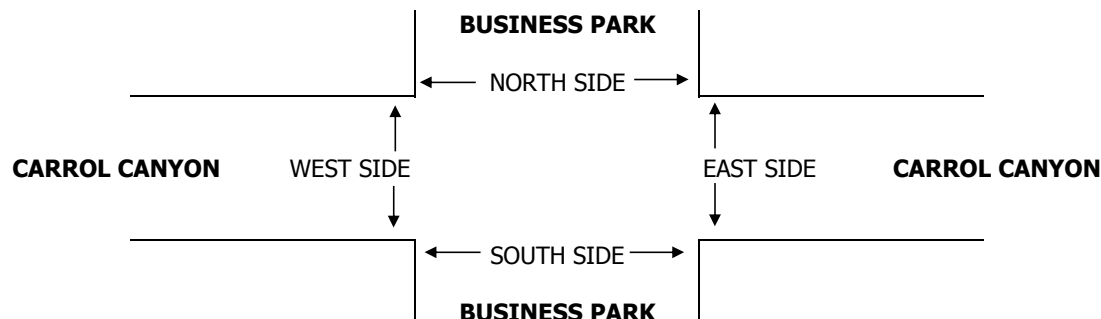 BUSINESS PARK
NORTH SIDE
CARROL CANYON WEST SIDE EAST SIDE CARROL CANYON
SOUTH SIDE
BUSINESS PARK